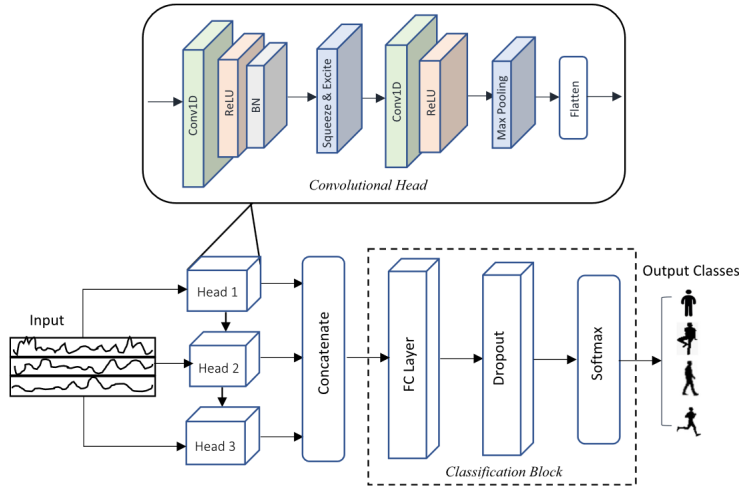 Conv1D
ReLU
BN
Squeeze & Excite
Conv1D
ReLU
Max Pooling
Flatten
Convolutional Head
Input
Head 1
Head 2
Head 3
Concatenate
FC Layer
Dropout
Softmax
Classification Block
Output Classes